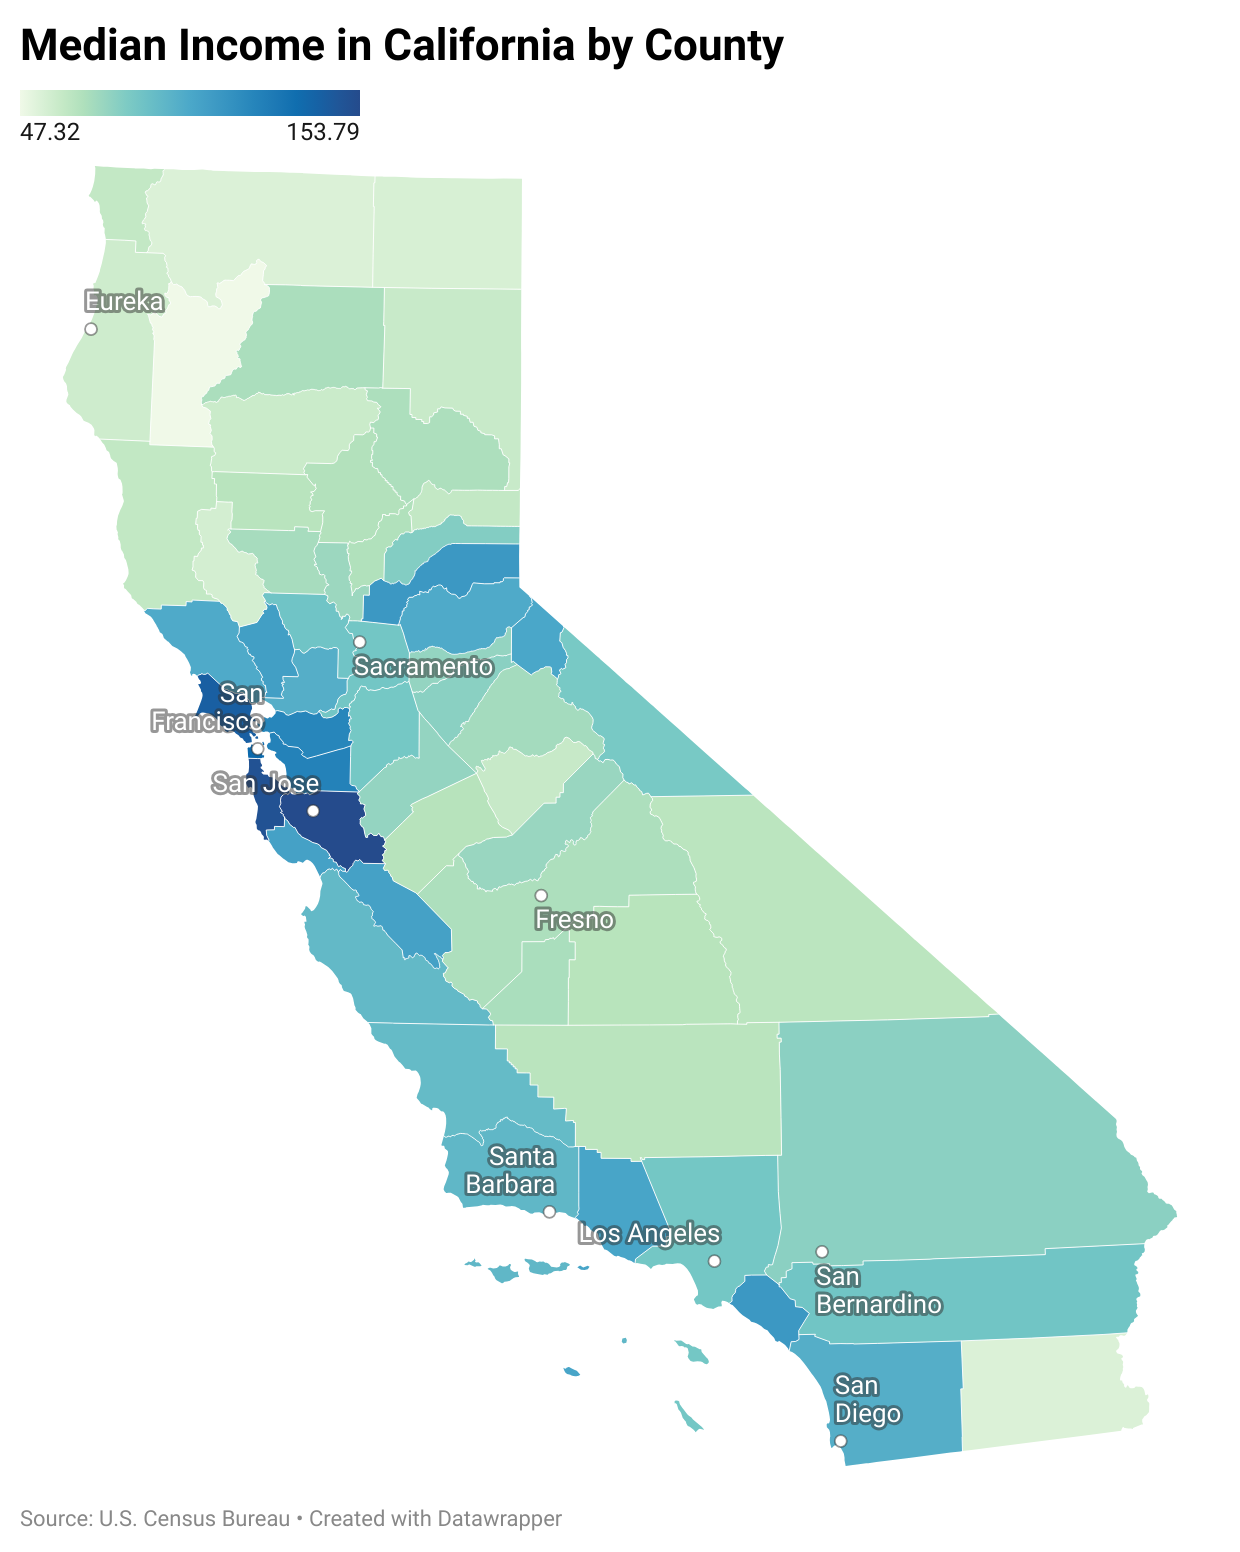 Median Income in California by County
47.32
153.79
Eureka
Sacramento
San
Francisco
San Jose
Fresno
Santa
Barbara
Los Angeles
San
Bernardino
San
Diego
Source: U.S. Census Bureau • Created with Datawrapper